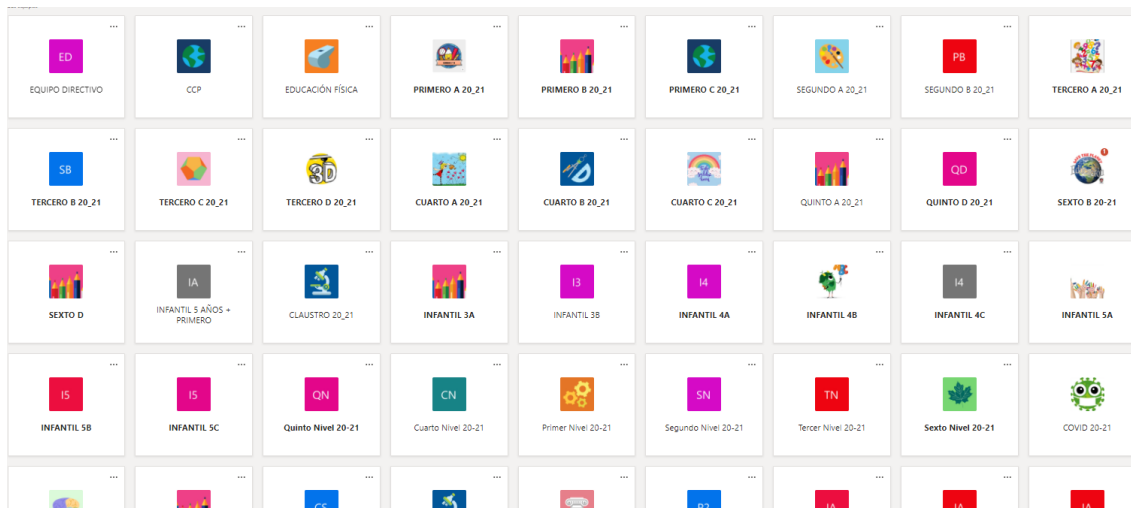 ED
EQUIPO DIRECTIVO
CCP
EDUCACIÓN FÍSICA
PRIMERO A 20_21
PRIMERO B 20_21
PRIMERO C 20_21
SEGUNDO A 20_21
PB
SEGUNDO B 20_21
TERCERO A 20_21
SB
TERCERO B 20_21
TERCERO C 20_21
3D
TERCERO D 20_21
CUARTO A 20_21
CUARTO B 20_21
CUARTO C 20_21
QUINTO A 20_21
QD
QUINTO D 20_21
1
SEXTO B 20-21
SEXTO D
IA
INFANTIL 5 AÑOS +
PRIMERO
CLAUSTRO 20_21
INFANTIL 3A
I3
INFANTIL 3B
I4
INFANTIL 4A
ABC
INFANTIL 4B
I4
INFANTIL 4C
INFANTIL 5A
I5
INFANTIL 5B
I5
INFANTIL 5C
QN
Quinto Nivel 20-21
CN
Cuarto Nivel 20-21
Primer Nivel 20-21
SN
Segundo Nivel 20-21
TN
Tercer Nivel 20-21
Sexto Nivel 20-21
COVID 20-21